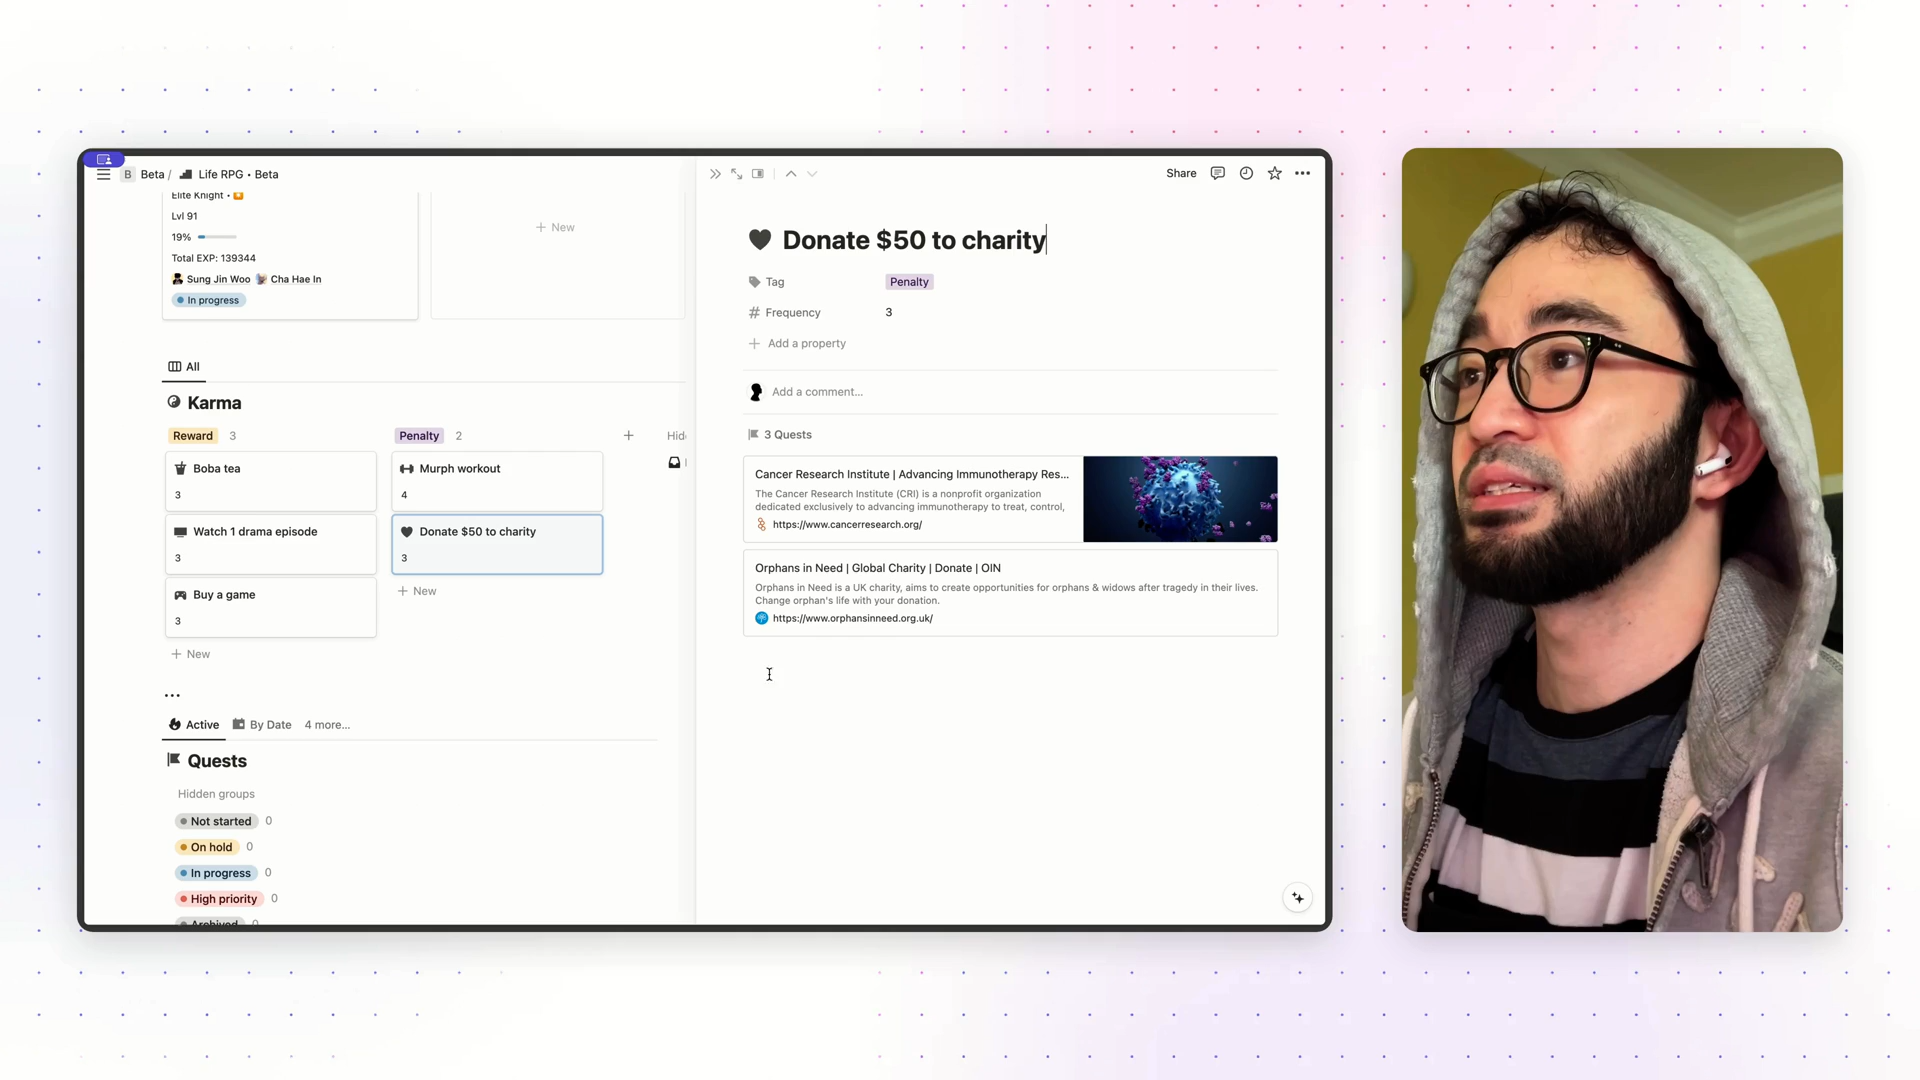 B Beta / Life RPG • Beta
Elite Knight •
Lvl 91
19%
Total EXP: 139344
Sung Jin Woo Cha Hae In
In progress
+ New
All
Karma
Reward 3
Penalty 2
Boba tea
3
Watch 1 drama episode
3
Buy a game
3
+ New
Murph workout
4
Donate $50 to charity
3
+ New
...
Active By Date 4 more...
Quests
Hidden groups
Not started 0
On hold 0
In progress 0
High priority 0
Archived 0
Share
Donate $50 to charity
Tag Penalty
# Frequency 3
+ Add a property
Add a comment...
3 Quests
Cancer Research Institute | Advancing Immunotherapy Res...
The Cancer Research Institute (CRI) is a nonprofit organization
dedicated exclusively to advancing immunotherapy to treat, control,
https://www.cancerresearch.org/
Orphans in Need | Global Charity | Donate | OIN
Orphans in Need is a UK charity, aims to create opportunities for orphans & widows after tragedy in their lives.
Change orphan's life with your donation.
https://www.orphansinneed.org.uk/